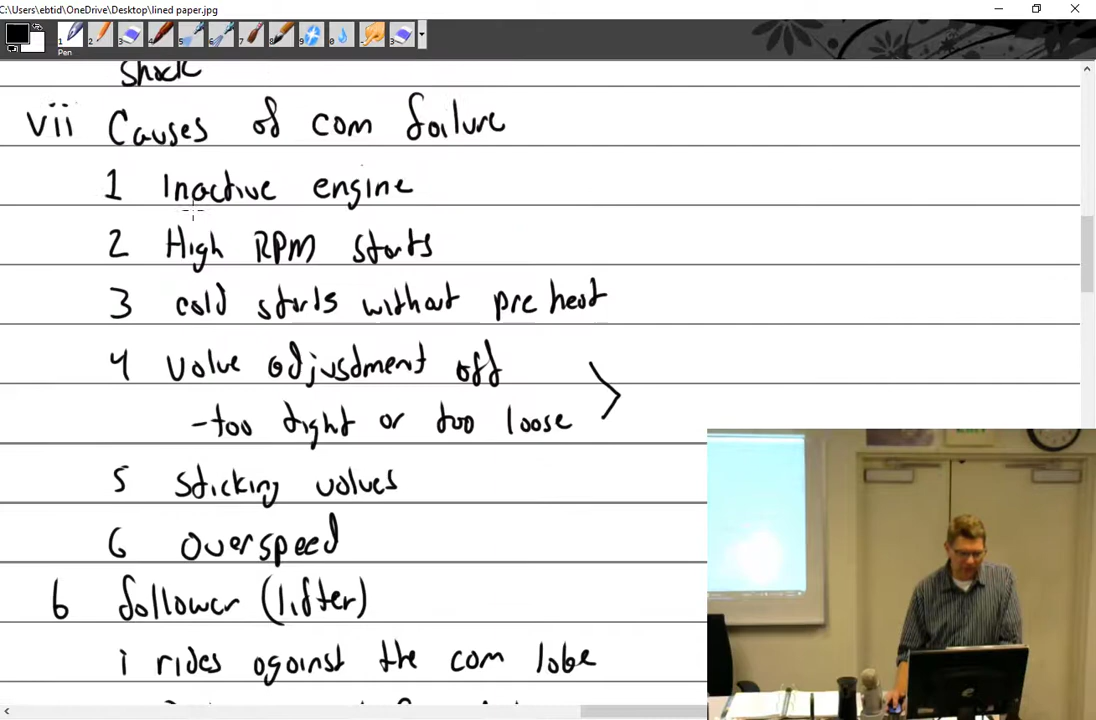 C:\Users\ebtid\OneDrive\Desktop\lined paper.jpg
Pen
shock
vii Causes of cam failure
1 Inactive engine
2 High RPM starts
3 cold starts without pre heat
4 Valve adjustment off
-too tight or too loose
5 Sticking valves
6 Overspeed
6 follower (lifter)
i rides against the cam lobe